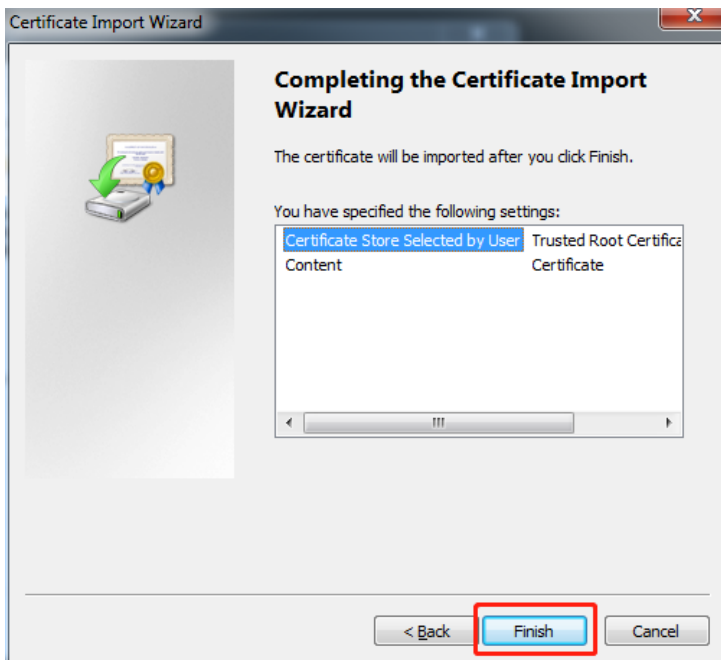 Certificate Import Wizard
Completing the Certificate Import
Wizard
The certificate will be imported after you click Finish.
You have specified the following settings:
Certificate Store Selected by User Trusted Root Certifica
Content Certificate
< Back Finish Cancel